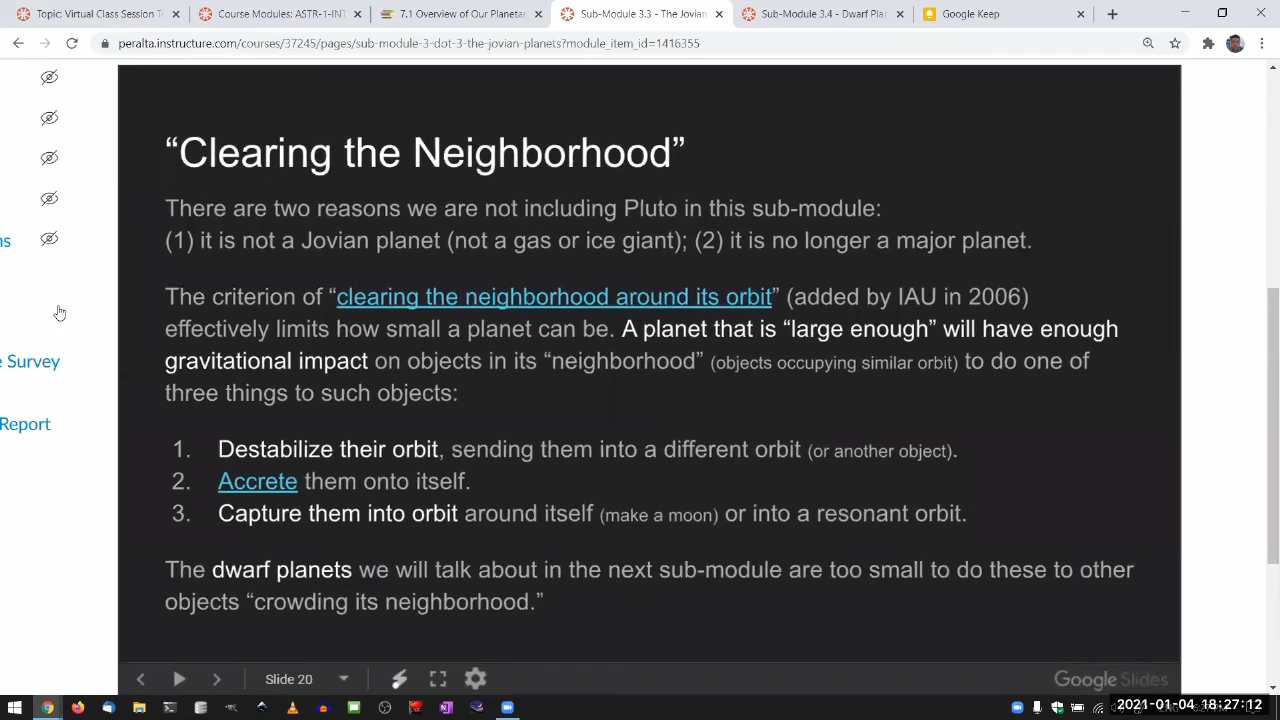 Topic: Virtual Class Session T
Course Modules: ASTR-1-INT
7.1 Overview of Our Planetar
Sub-Module 3.3 - The Jovian
Sub-Module 3.4 - Dwarf Plan
Google Keep
peralta.instructure.com/courses/37245/pages/sub-module-3-dot-3-the-jovian-planets?module_item_id=1416355
“Clearing the Neighborhood”
There are two reasons we are not including Pluto in this sub-module:
(1) it is not a Jovian planet (not a gas or ice giant); (2) it is no longer a major planet.
ns
The criterion of “clearing the neighborhood around its orbit” (added by IAU in 2006)
effectively limits how small a planet can be. A planet that is “large enough” will have enough
gravitational impact on objects in its “neighborhood” (objects occupying similar orbit) to do one of
e Survey
three things to such objects:
Report
1. Destabilize their orbit, sending them into a different orbit (or another object).
2. Accrete them onto itself.
3. Capture them into orbit around itself (make a moon) or into a resonant orbit.
The dwarf planets we will talk about in the next sub-module are too small to do these to other
objects “crowding its neighborhood.”
Slide 20
Google Slides
2021-01-04 18:27:12